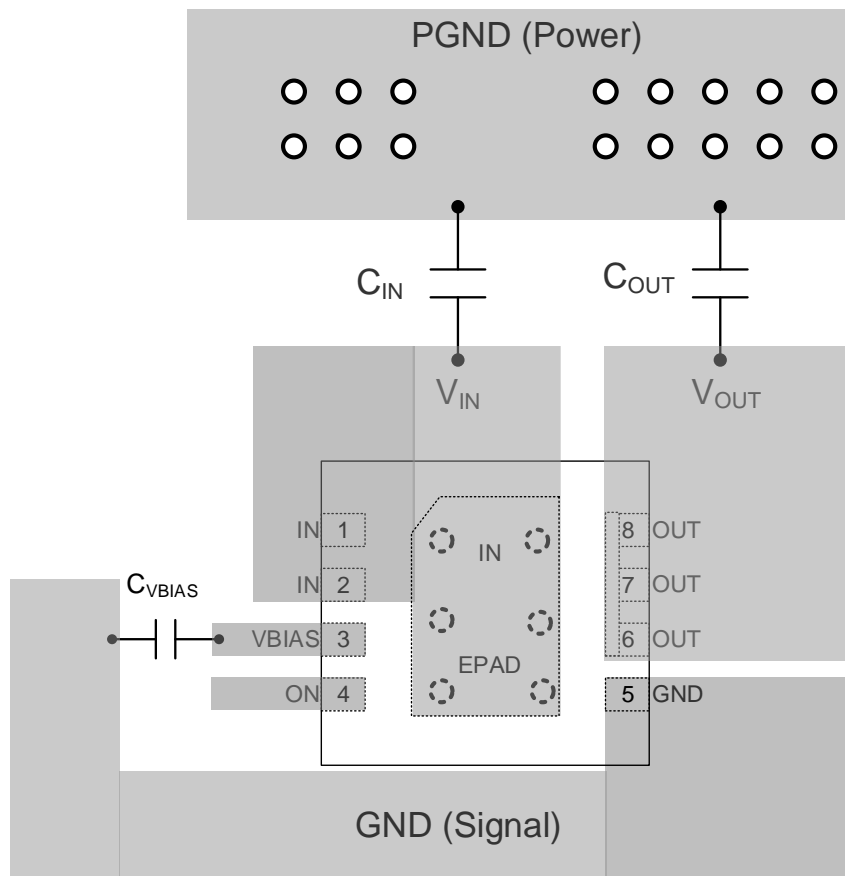 PGND (Power)
CIN
COUT
VIN
VOUT
IN 1
IN
8 OUT
IN 2
7 OUT
CVBIAS
VBIAS 3
6 OUT
EPAD
ON 4
5 GND
GND (Signal)